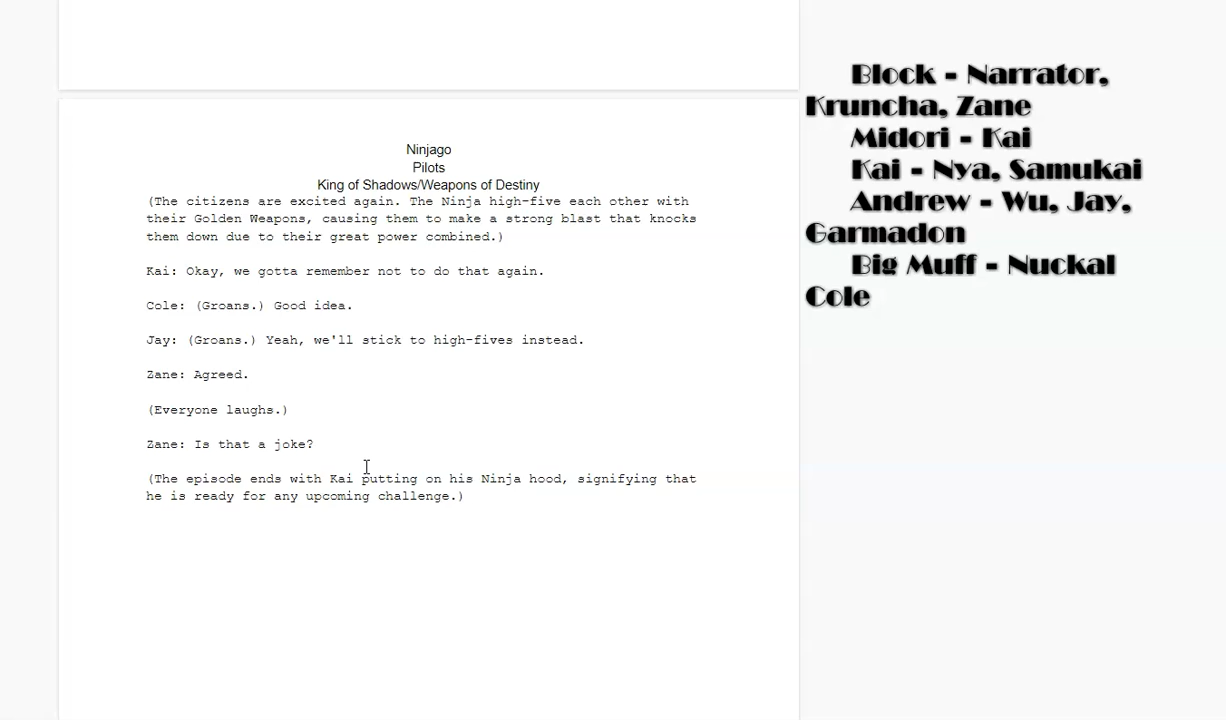 Ninjago
Pilots
King of Shadows/Weapons of Destiny
(The citizens are excited again. The Ninja high-five each other with
their Golden Weapons, causing them to make a strong blast that knocks
them down due to their great power combined.)
Kai: Okay, we gotta remember not to do that again.
Cole: (Groans.) Good idea.
Jay: (Groans.) Yeah, we'll stick to high-fives instead.
Zane: Agreed.
(Everyone laughs.)
Zane: Is that a joke?
(The episode ends with Kai putting on his Ninja hood, signifying that
he is ready for any upcoming challenge.)
Block - Narrator,
Kruncha, Zane
Midori - Kai
Kai - Nya, Samukai
Andrew - Wu, Jay,
Garmadon
Big Muff - Nuckal
Cole